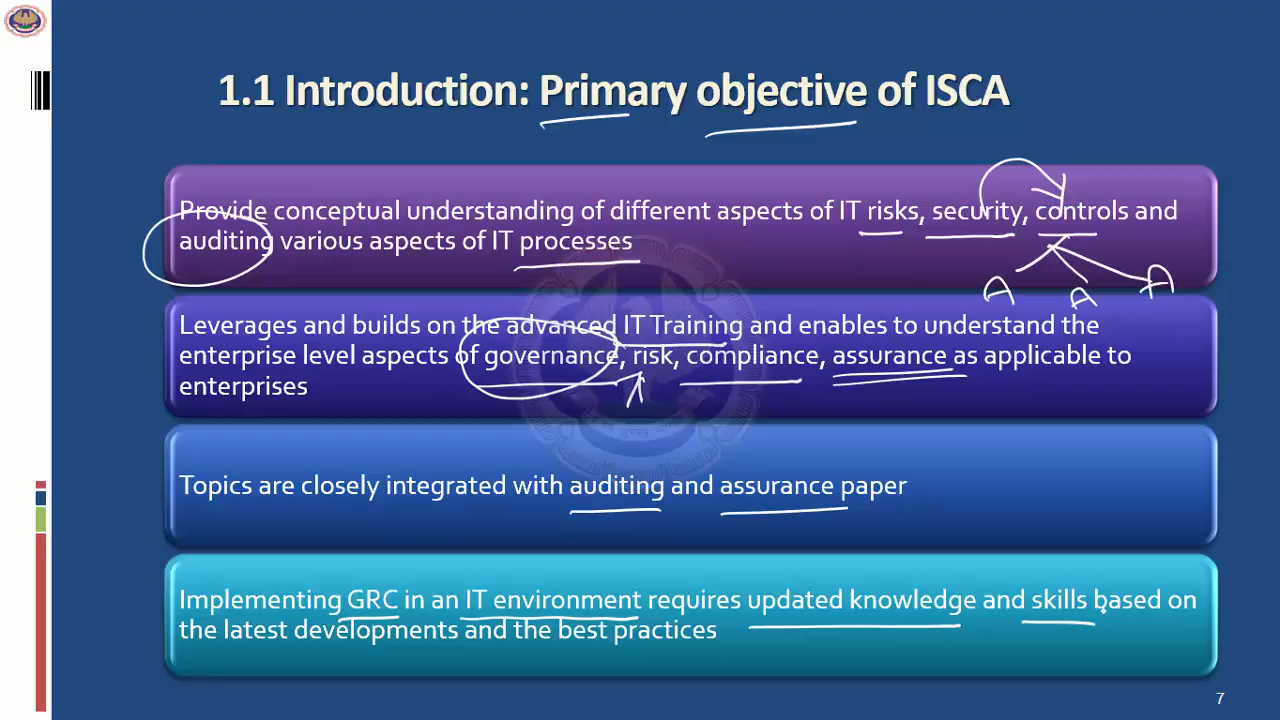 1.1 Introduction: Primary objective of ISCA
Provide conceptual understanding of different aspects of IT risks, security, controls and
auditing various aspects of IT processes
A A A
Leverages and builds on the advanced IT Training and enables to understand the
enterprise level aspects of governance, risk, compliance, assurance as applicable to
enterprises
Topics are closely integrated with auditing and assurance paper
Implementing GRC in an IT environment requires updated knowledge and skills based on
the latest developments and the best practices
7